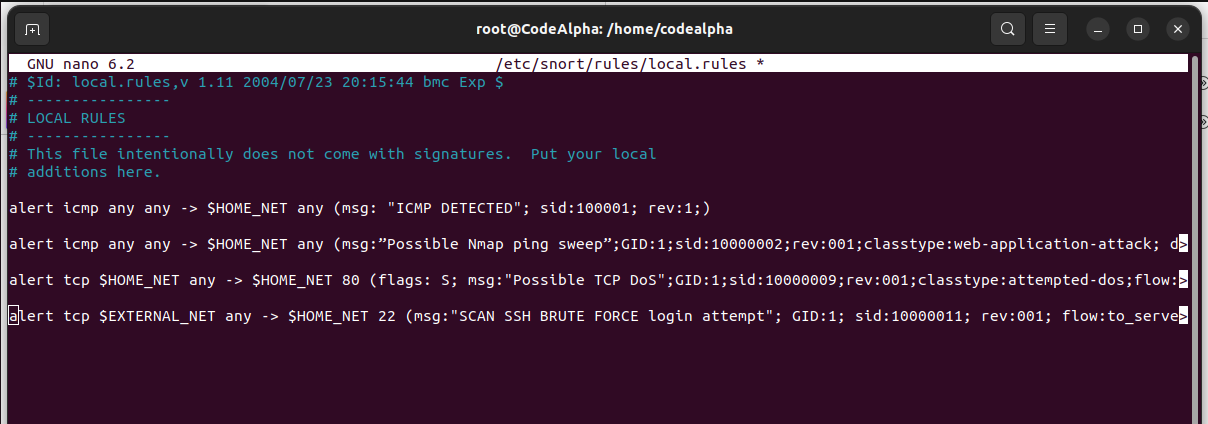 root@CodeAlpha: /home/codealpha
GNU nano 6.2 /etc/snort/rules/local.rules *
# $Id: local.rules,v 1.11 2004/07/23 20:15:44 bmc Exp $
# ----------------
# LOCAL RULES
# ----------------
# This file intentionally does not come with signatures.  Put your local
# additions here.
alert icmp any any -> $HOME_NET any (msg: "ICMP DETECTED"; sid:100001; rev:1;)
alert icmp any any -> $HOME_NET any (msg:”Possible Nmap ping sweep”;GID:1;sid:10000002;rev:001;classtype:web-application-attack; d>
alert tcp $HOME_NET any -> $HOME_NET 80 (flags: S; msg:"Possible TCP DoS";GID:1;sid:10000009;rev:001;classtype:attempted-dos;flow:>
alert tcp $EXTERNAL_NET any -> $HOME_NET 22 (msg:"SCAN SSH BRUTE FORCE login attempt"; GID:1; sid:10000011; rev:001; flow:to_serve>